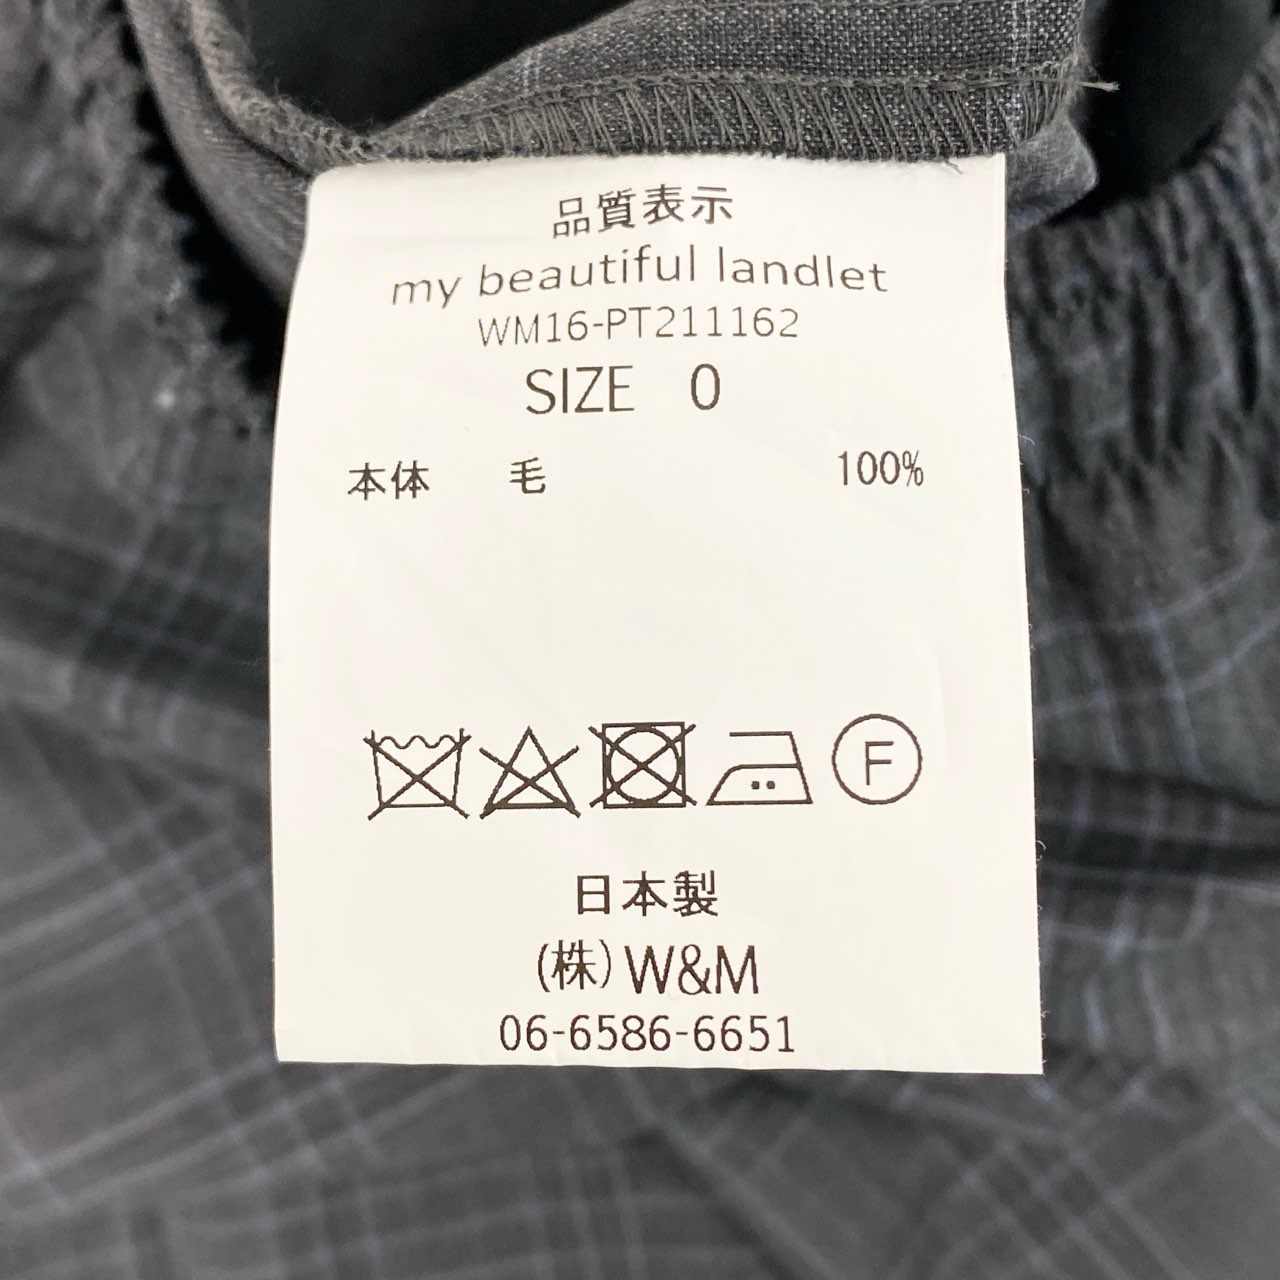 品質表示
my beautiful landlet
WM16-PT211162
SIZE 0
本体 毛 100%
F
日本製
(株)W&M
06-6586-6651